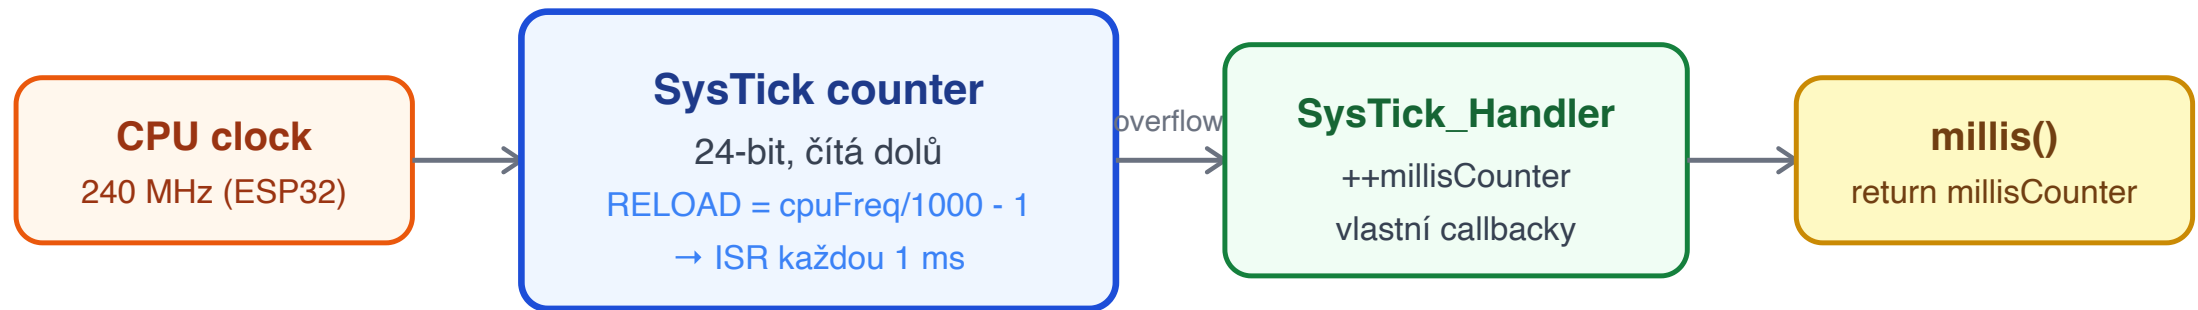 CPU clock
240 MHz (ESP32)
SysTick counter
24-bit, čítá dolů
RELOAD = cpuFreq/1000 - 1
→ ISR každou 1 ms
overflow
SysTick_Handler
++millisCounter
vlastní callbacky
millis()
return millisCounter